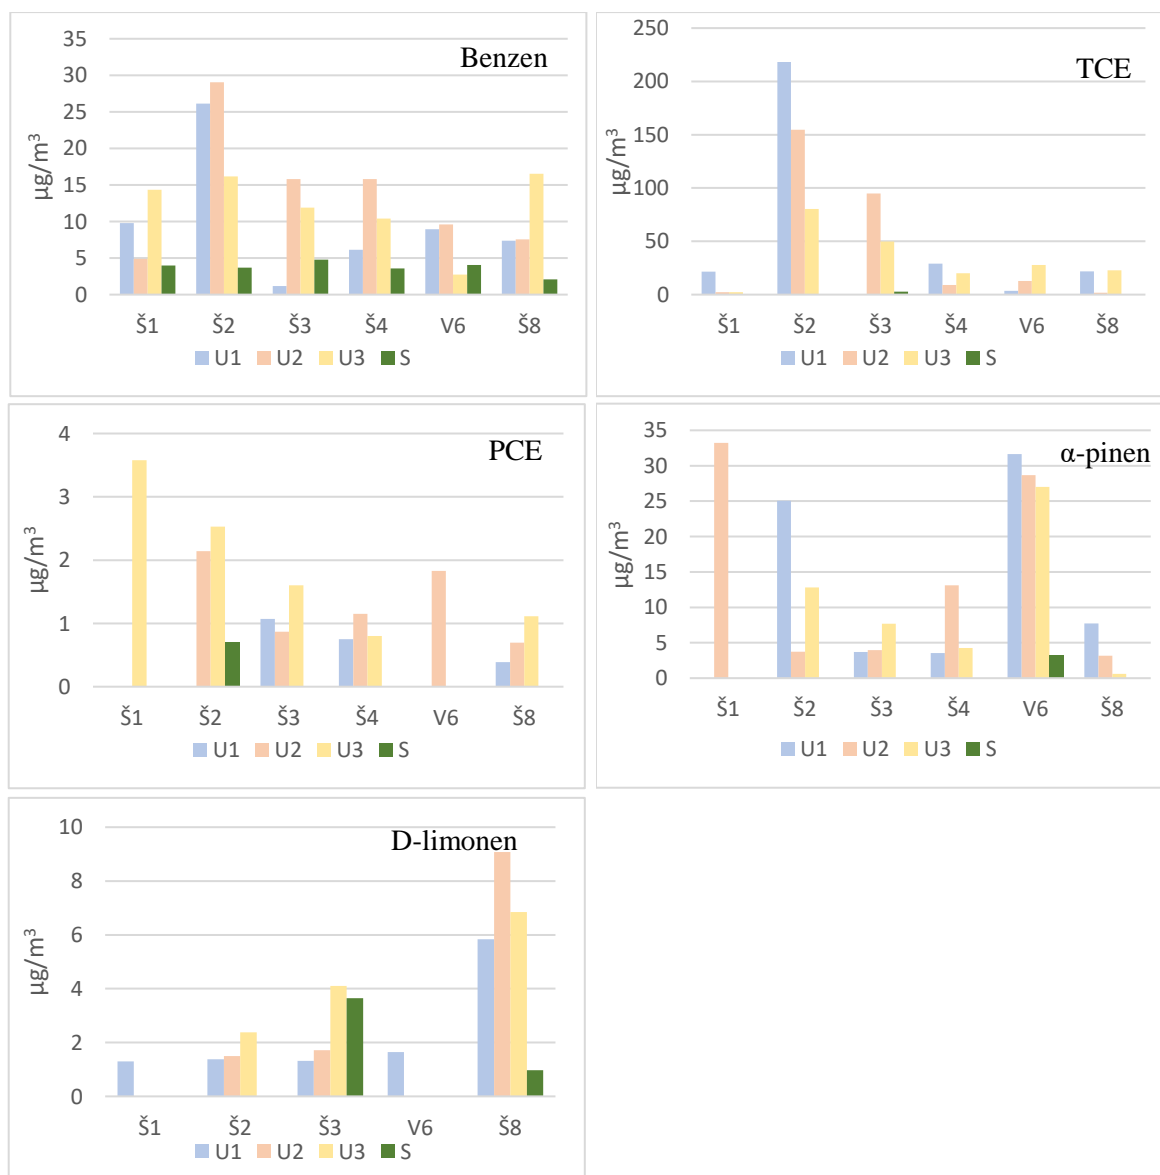 Benzen
µg/m³
35
30
25
20
15
10
5
0
Š1 Š2 Š3 Š4 V6 Š8
U1 U2 U3 S
TCE
µg/m³
250
200
150
100
50
0
Š1 Š2 Š3 Š4 V6 Š8
U1 U2 U3 S
PCE
µg/m³
4
3
2
1
0
Š1 Š2 Š3 Š4 V6 Š8
U1 U2 U3 S
α-pinen
µg/m³
35
30
25
20
15
10
5
0
Š1 Š2 Š3 Š4 V6 Š8
U1 U2 U3 S
D-limonen
µg/m³
10
8
6
4
2
0
Š1 Š2 Š3 V6 Š8
U1 U2 U3 S